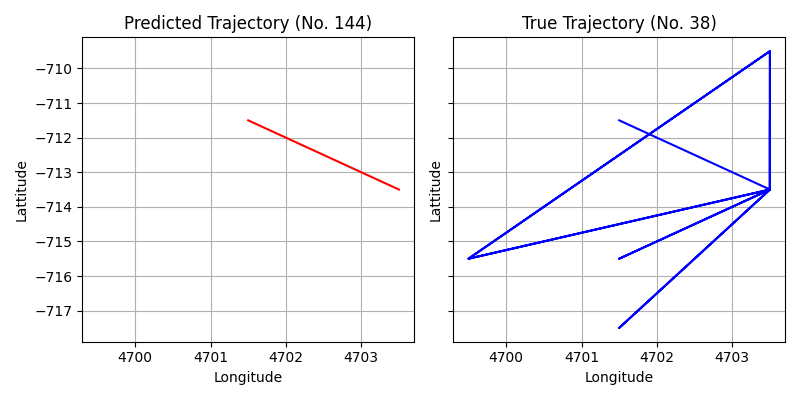 Predicted Trajectory (No. 144)
True Trajectory (No. 38)
−710
−711
−712
−713
−714
−715
−716
−717
Lattitude
Lattitude
4700
4701
4702
4703
4700
4701
4702
4703
Longitude
Longitude